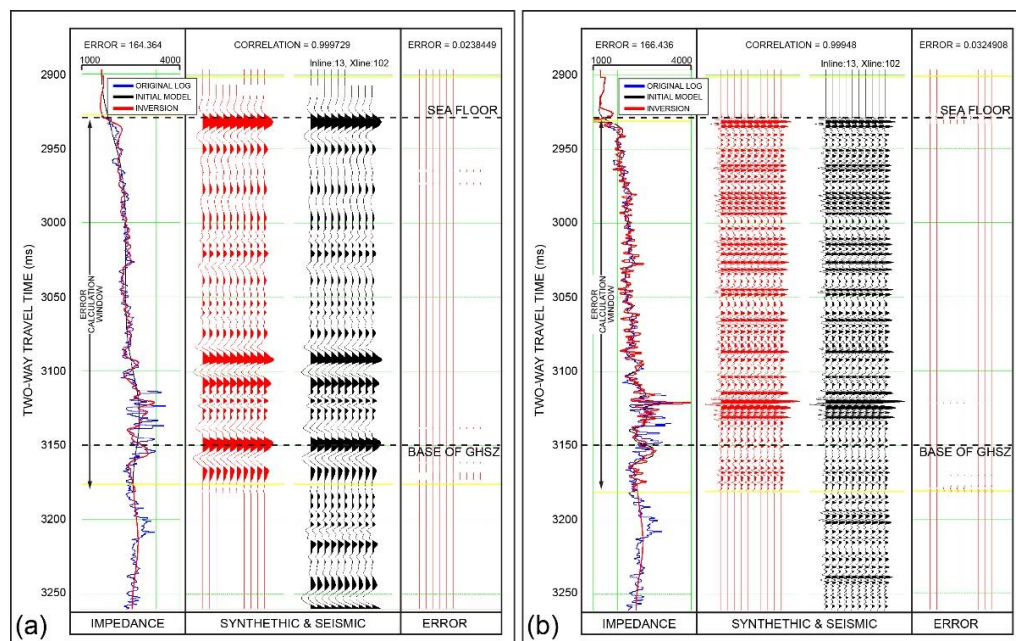 ERROR = 164.364
CORRELATION = 0.999729
ERROR = 0.0238449
1000 4000
Inline:13, Xline:102
2900
ORIGINAL LOG
INITIAL MODEL
INVERSION
SEA FLOOR
2950
3000
TWO-WAY TRAVEL TIME (ms)
ERROR
CALCULATION
WINDOW
3050
3100
3150
BASE OF GHSZ
3200
3250
(a)
IMPEDANCE
SYNTHETHIC & SEISMIC
ERROR
ERROR = 166.436
CORRELATION = 0.99948
ERROR = 0.0324908
1000 4000
Inline:13, Xline:102
2900
ORIGINAL LOG
INITIAL MODEL
INVERSION
SEA FLOOR
2950
3000
TWO-WAY TRAVEL TIME (ms)
ERROR
CALCULATION
WINDOW
3050
3100
3150
BASE OF GHSZ
3200
3250
(b)
IMPEDANCE
SYNTHETHIC & SEISMIC
ERROR